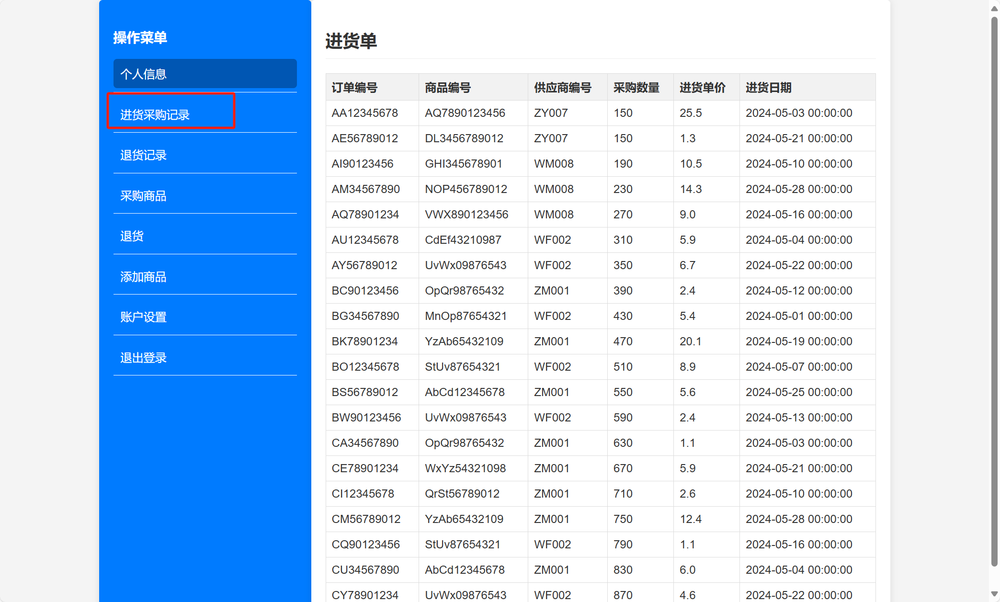 操作菜单
个人信息
进货采购记录
退货记录
采购商品
退货
添加商品
账户设置
退出登录
进货单
订单编号 商品编号 供应商编号 采购数量 进货单价 进货日期
AA12345678 AQ7890123456 ZY007 150 25.5 2024-05-03 00:00:00
AE56789012 DL3456789012 ZY007 150 1.3 2024-05-21 00:00:00
AI90123456 GHI345678901 WM008 190 10.5 2024-05-10 00:00:00
AM34567890 NOP456789012 WM008 230 14.3 2024-05-28 00:00:00
AQ78901234 VWX890123456 WM008 270 9.0 2024-05-16 00:00:00
AU12345678 CdEf43210987 WF002 310 5.9 2024-05-04 00:00:00
AY56789012 UvWx09876543 WF002 350 6.7 2024-05-22 00:00:00
BC90123456 OpQr98765432 ZM001 390 2.4 2024-05-12 00:00:00
BG34567890 MnOp87654321 WF002 430 5.4 2024-05-01 00:00:00
BK78901234 YzAb65432109 ZM001 470 20.1 2024-05-19 00:00:00
BO12345678 StUv87654321 WF002 510 8.9 2024-05-07 00:00:00
BS56789012 AbCd12345678 ZM001 550 5.6 2024-05-25 00:00:00
BW90123456 UvWx09876543 WF002 590 2.4 2024-05-13 00:00:00
CA34567890 OpQr98765432 ZM001 630 1.1 2024-05-03 00:00:00
CE78901234 WxYz54321098 ZM001 670 5.9 2024-05-21 00:00:00
CI12345678 QrSt56789012 ZM001 710 2.6 2024-05-10 00:00:00
CM56789012 YzAb65432109 ZM001 750 12.4 2024-05-28 00:00:00
CQ90123456 StUv87654321 WF002 790 1.1 2024-05-16 00:00:00
CU34567890 AbCd12345678 ZM001 830 6.0 2024-05-04 00:00:00
CY78901234 UvWx09876543 WF002 870 4.6 2024-05-22 00:00:00